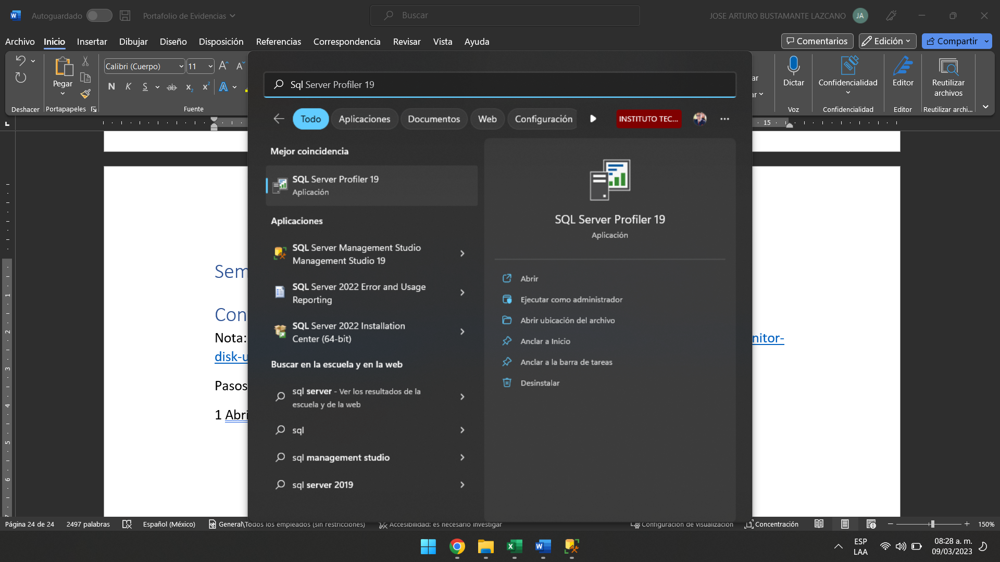 Autoguardado
Portafolio de Evidencias
Buscar
JOSE ARTURO BUSTAMANTE LAZCANO
JA
Archivo Inicio Insertar Dibujar Diseño Disposición Referencias Correspondencia Revisar Vista Ayuda
Comentarios
Edición
Compartir
Pegar
Calibri (Cuerpo)
11
N K S ab x₂ x² A
Deshacer
Portapapeles
Fuente
ar
ar
Dictar
Confidencialidad
Editor
Reutilizar
archivos
Voz
Confidencialidad
Editor
Reutilizar archi...
15
Sql Server Profiler 19
Todo
Aplicaciones
Documentos
Web
Configuración
INSTITUTO TEC...
Mejor coincidencia
SQL Server Profiler 19
Aplicación
Aplicaciones
SQL Server Management Studio
Management Studio 19
SQL Server 2022 Error and Usage
Reporting
SQL Server 2022 Installation
Center (64-bit)
Buscar en la escuela y en la web
sql server - Ver los resultados de la
escuela y de la web
sql
sql management studio
sql server 2019
SQL Server Profiler 19
Aplicación
Abrir
Ejecutar como administrador
Abrir ubicación del archivo
Anclar a Inicio
Anclar a la barra de tareas
Desinstalar
Sem
Con
Nota:
nitor-
disk-u
Pasos
1 Abri
1
2
3
4
5
6
Página 24 de 24
2497 palabras
Español (México)
General\Todos los empleados (sin restricciones)
Accesibilidad: es necesario investigar
Configuración de visualización
Concentración
150%
ESP
LAA
08:28 a. m.
09/03/2023